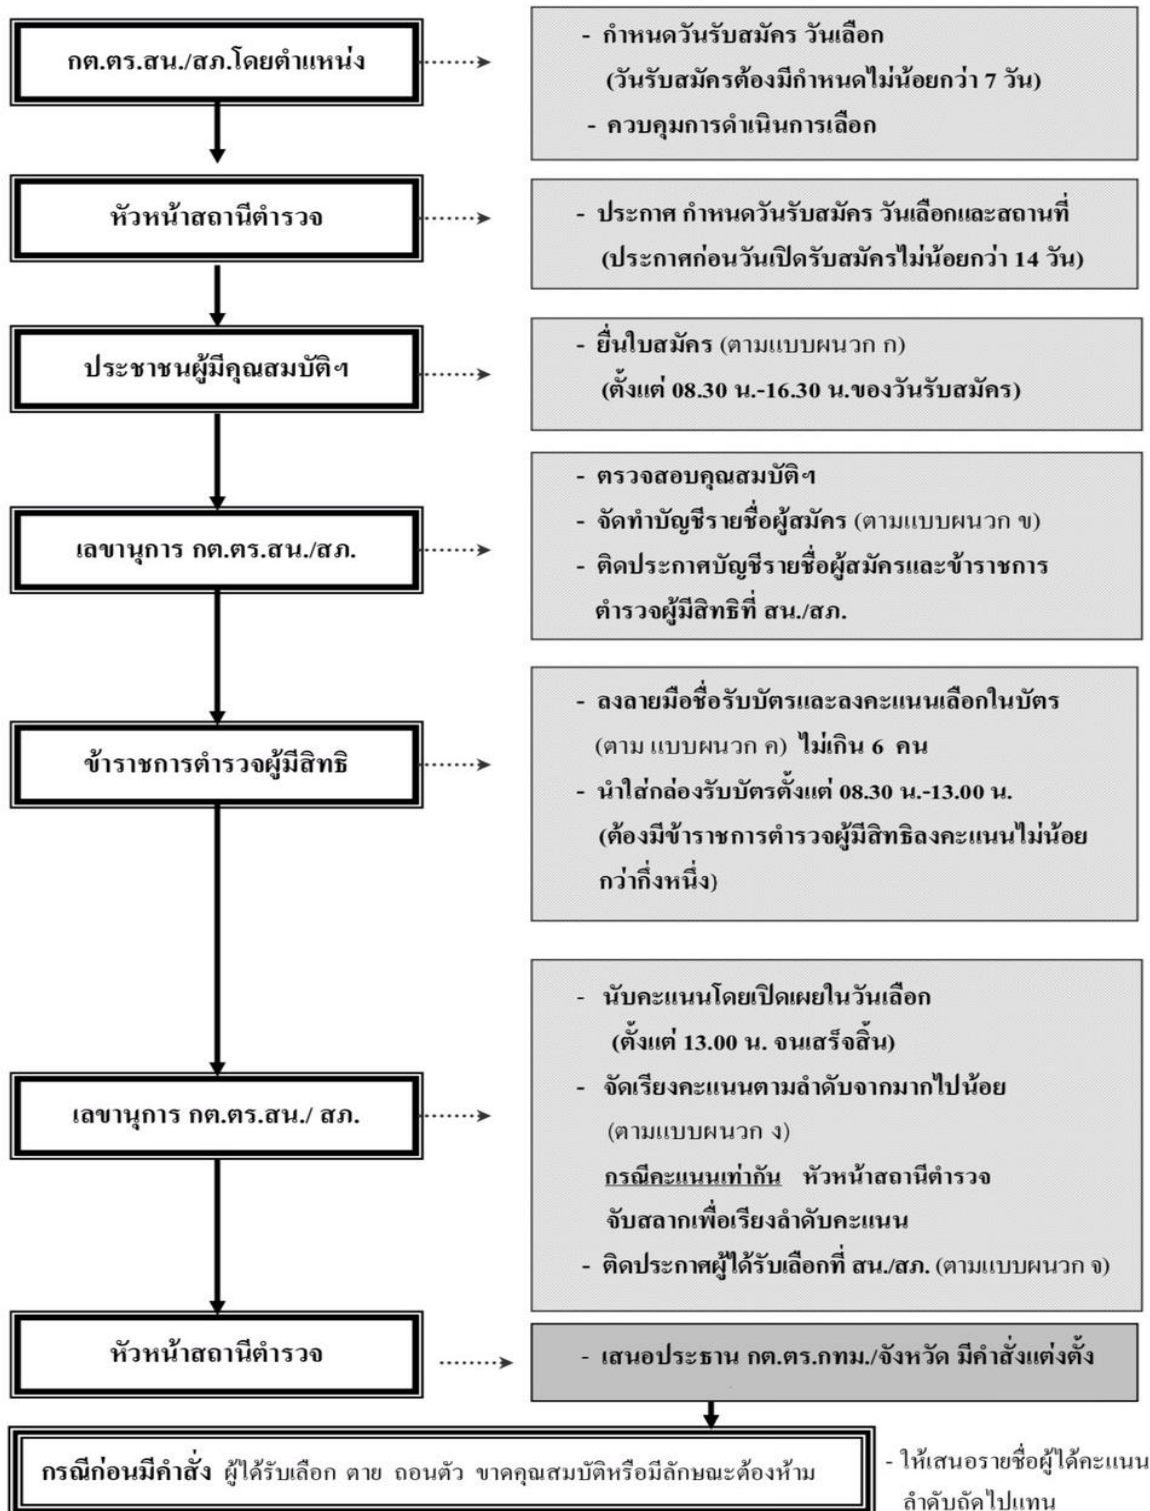 กต.ตร.สน./สภ.โดยตำแหน่ง
- กำหนดวันรับสมัคร วันเลือก
(วันรับสมัครต้องมีกำหนดไม่น้อยกว่า 7 วัน)
- ควบคุมการดำเนินการเลือก
หัวหน้าสถานีตำรวจ
- ประกาศ กำหนดวันรับสมัคร วันเลือกและสถานที่
(ประกาศก่อนวันเปิดรับสมัครไม่น้อยกว่า 14 วัน)
ประชาชนผู้มีคุณสมบัติฯ
- ยื่นใบสมัคร (ตามแบบผนวก ก)
(ตั้งแต่ 08.30 น.-16.30 น.ของวันรับสมัคร)
เลขานุการ กต.ตร.สน./สภ.
- ตรวจสอบคุณสมบัติฯ
- จัดทำบัญชีรายชื่อผู้สมัคร (ตามแบบผนวก ข)
- ติดประกาศบัญชีรายชื่อผู้สมัครและข้าราชการ
ตำรวจผู้มีสิทธิที่ สน./สภ.
ข้าราชการตำรวจผู้มีสิทธิ
- ลงลายมือชื่อรับบัตรและลงคะแนนเลือกในบัตร
(ตาม แบบผนวก ค) ไม่เกิน 6 คน
- นำใส่กล่องรับบัตรตั้งแต่ 08.30 น.-13.00 น.
(ต้องมีข้าราชการตำรวจผู้มีสิทธิลงคะแนนไม่น้อย
กว่ากึ่งหนึ่ง)
เลขานุการ กต.ตร.สน./ สภ.
- นับคะแนนโดยเปิดเผยในวันเลือก
(ตั้งแต่ 13.00 น. จนเสร็จสิ้น)
- จัดเรียงคะแนนตามลำดับจากมากไปน้อย
(ตามแบบผนวก ง)
กรณีคะแนนเท่ากัน หัวหน้าสถานีตำรวจ
จับสลากเพื่อเรียงลำดับคะแนน
- ติดประกาศผู้ได้รับเลือกที่ สน./สภ. (ตามแบบผนวก จ)
หัวหน้าสถานีตำรวจ
- เสนอประธาน กต.ตร.กทม./จังหวัด มีคำสั่งแต่งตั้ง
กรณีก่อนมีคำสั่ง ผู้ได้รับเลือก ตาย ถอนตัว ขาดคุณสมบัติหรือมีลักษณะต้องห้าม
- ให้เสนอรายชื่อผู้ได้คะแนน
ลำดับถัดไปแทน